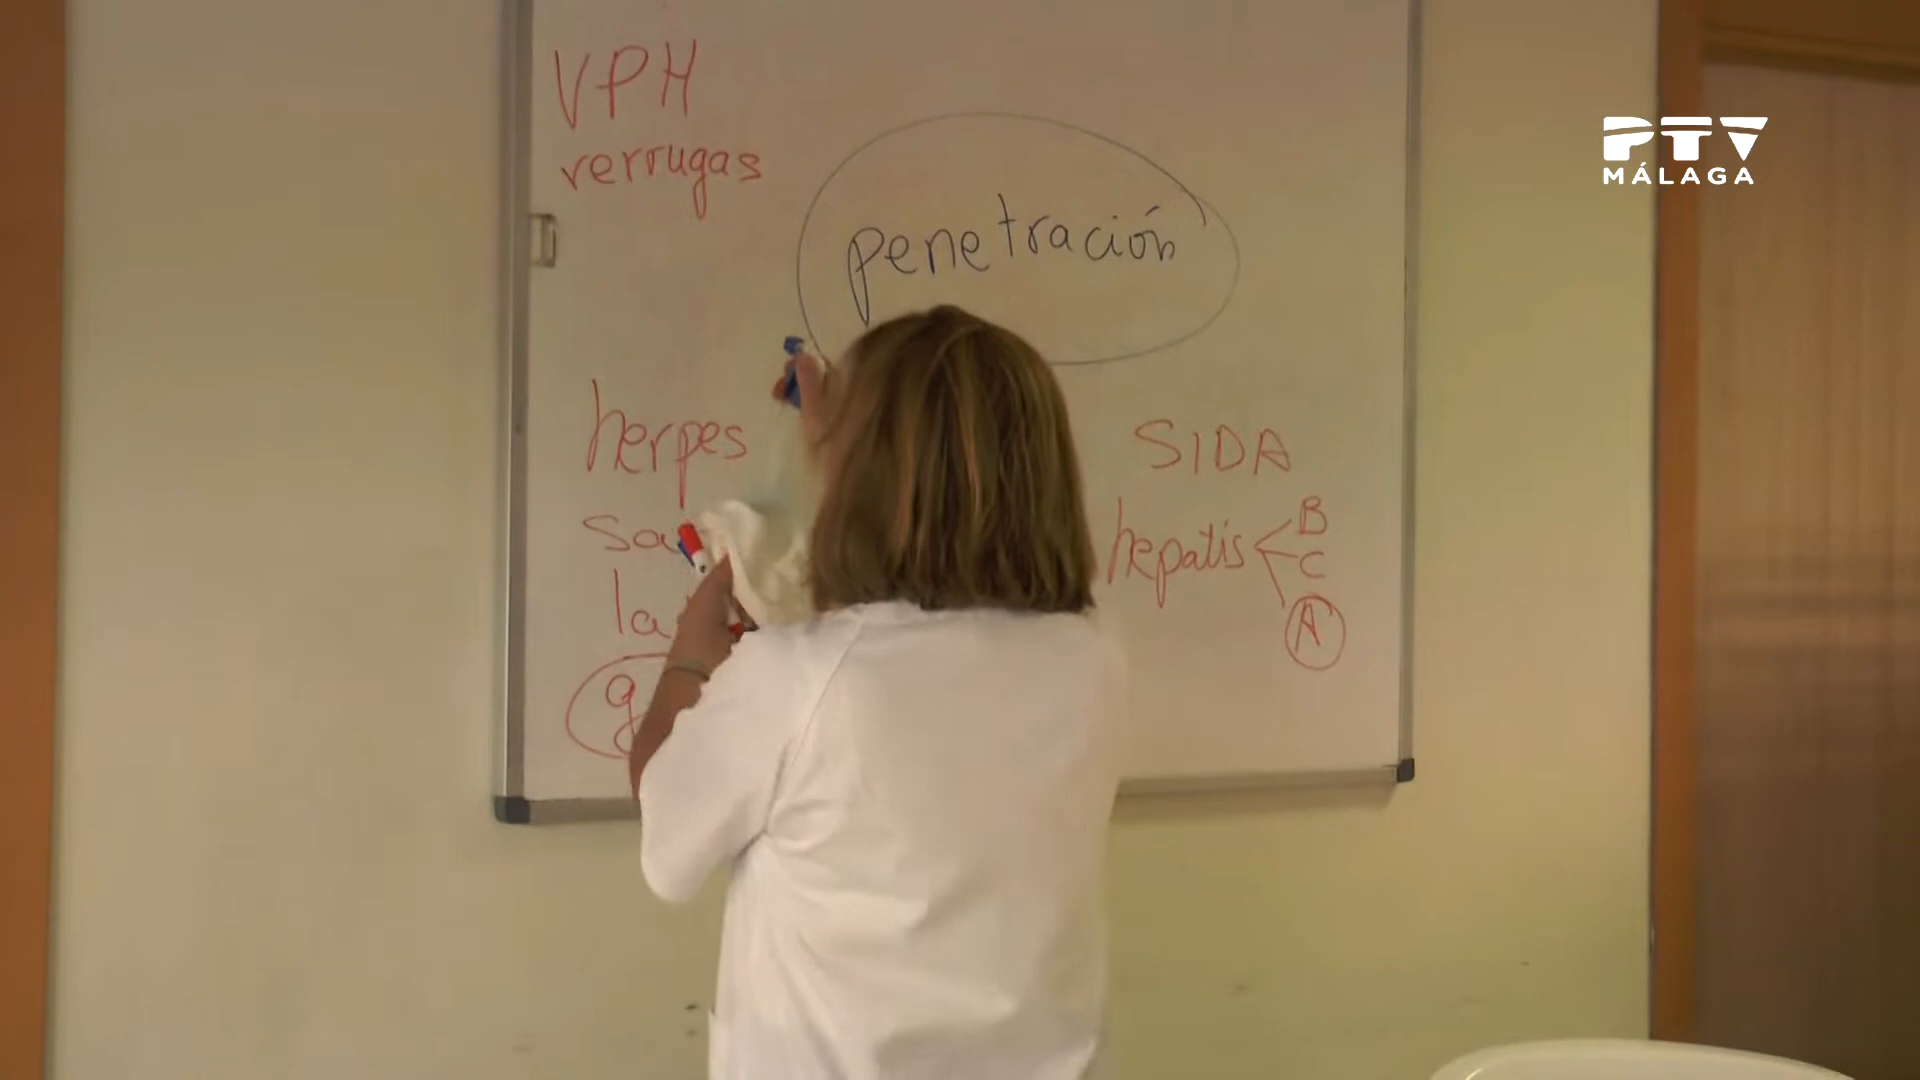 VPH
verrugas
penetración
herpes
SIDA
hepatis
B
C
A
PTV
MÁLAGA